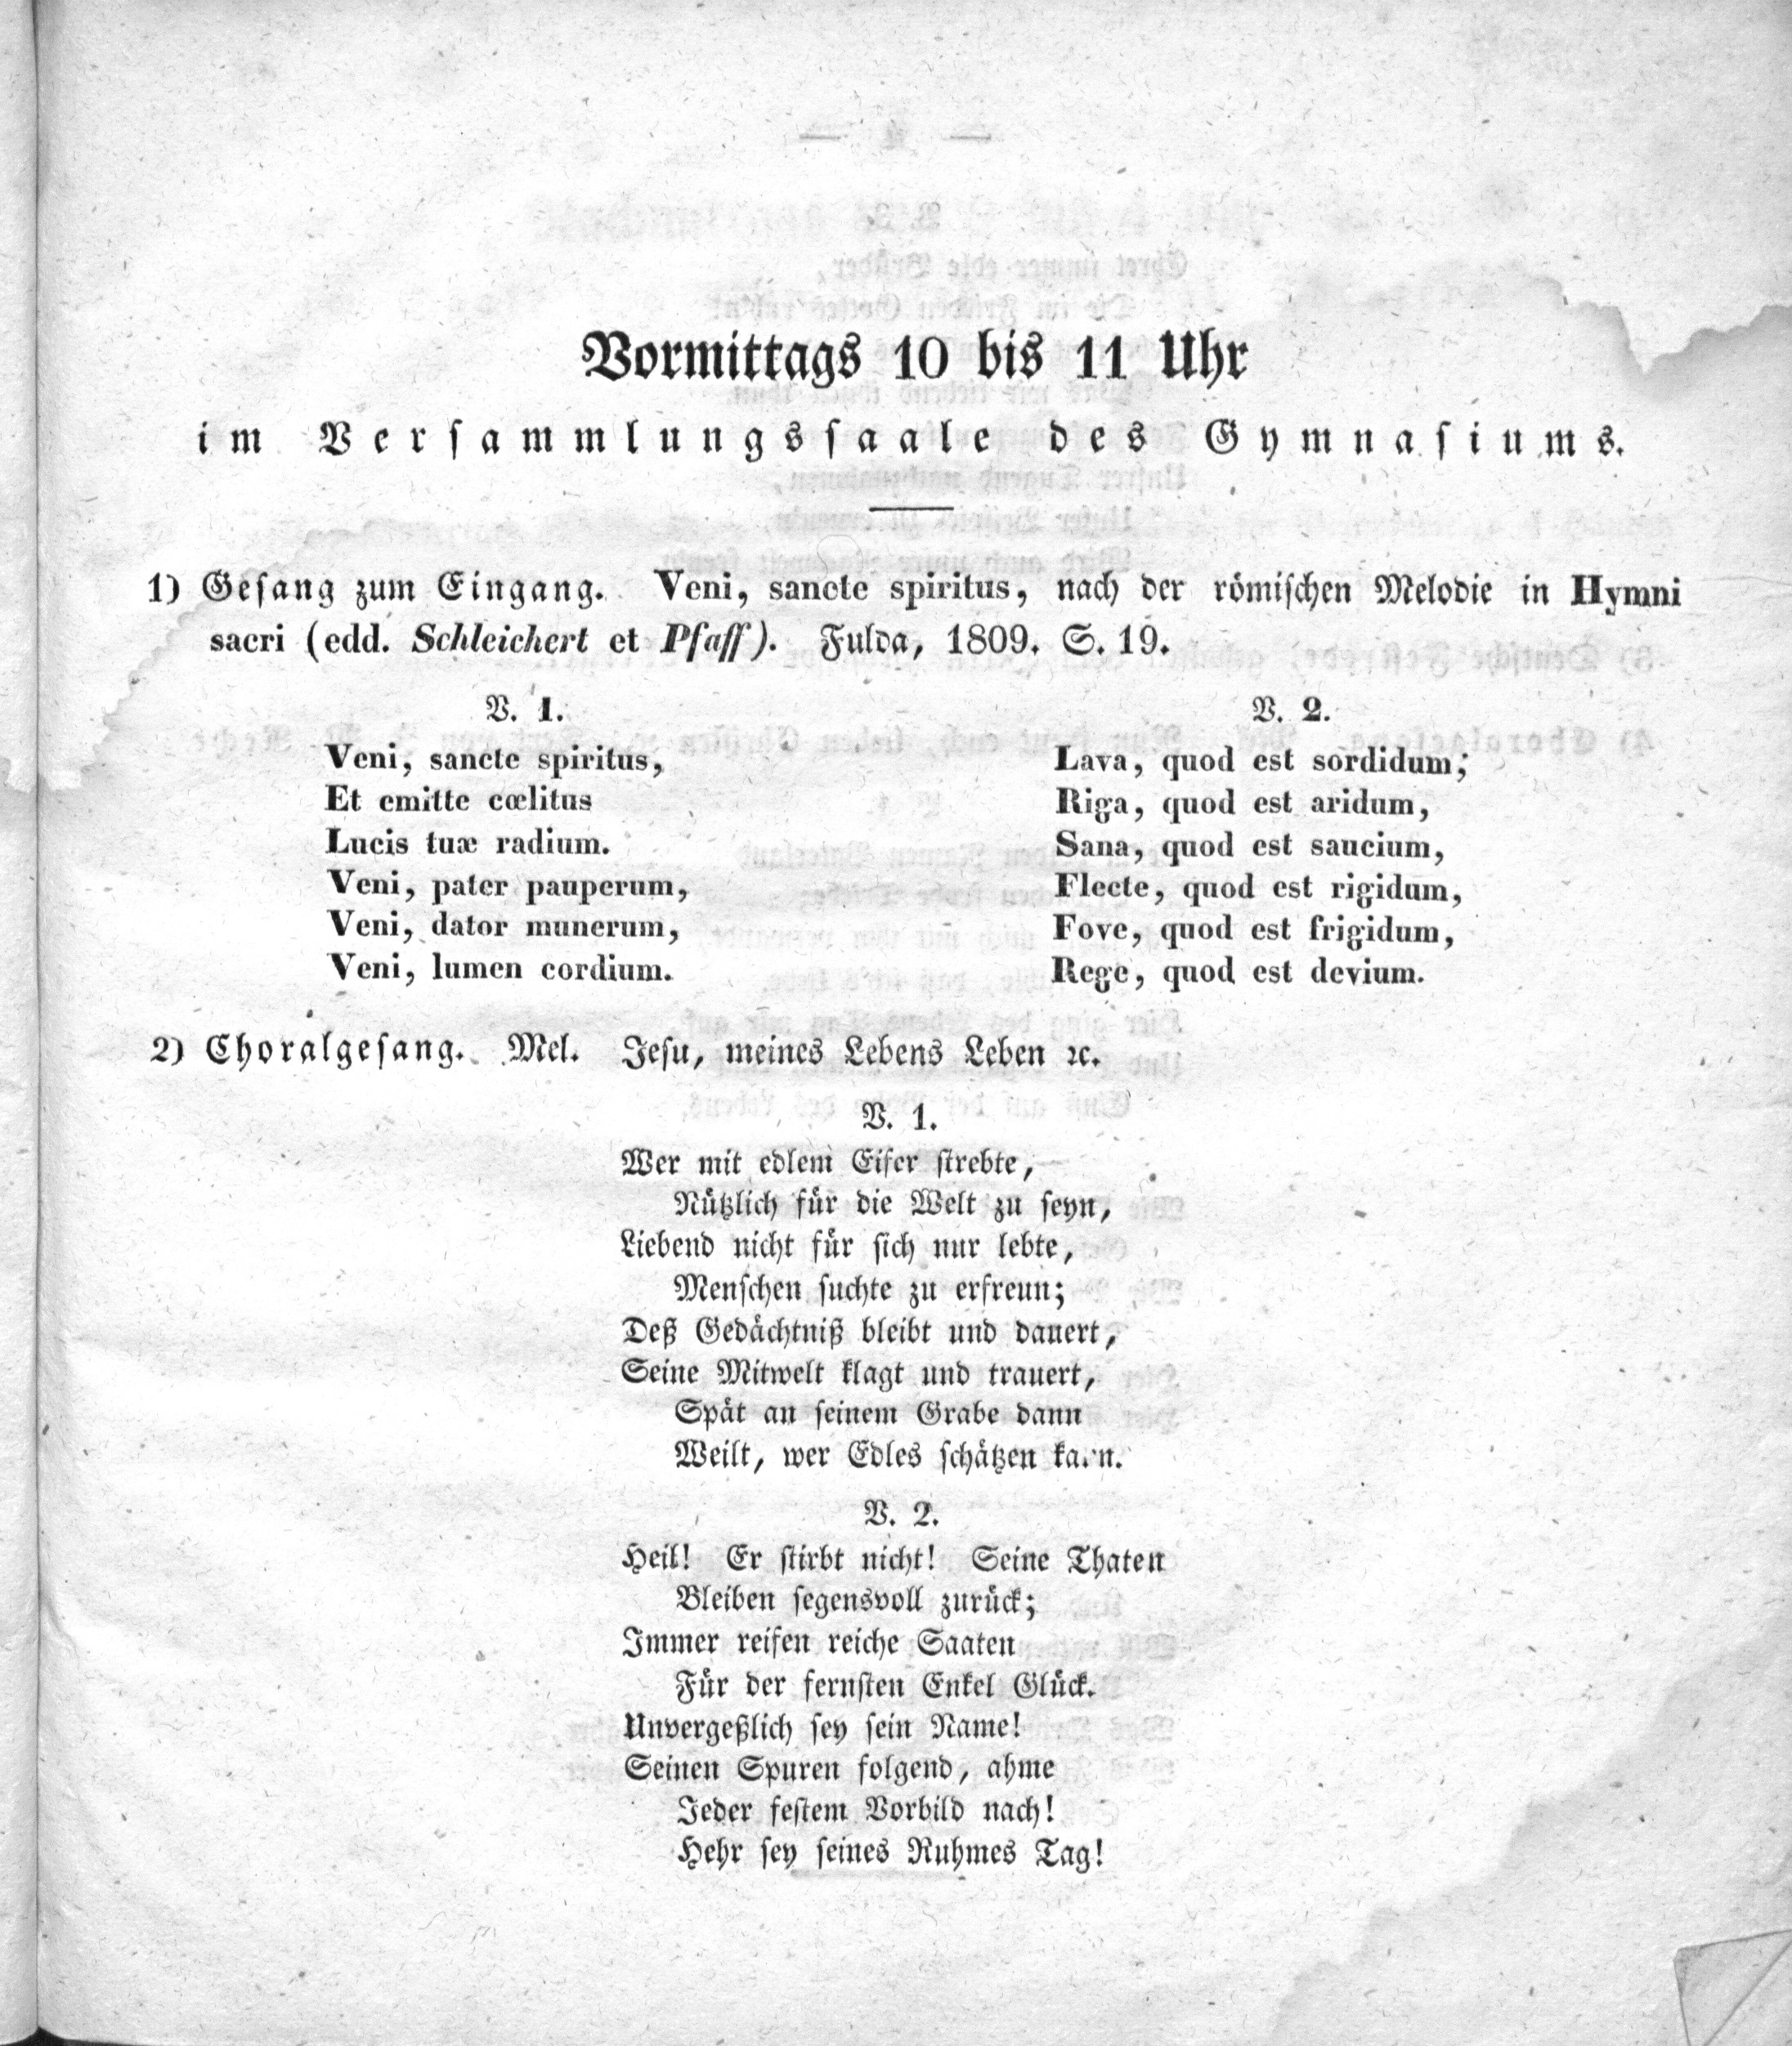 Vormittags 10 bis 11 Uhr
im Versammlungssaale des Gymnasiums.
1) Gesang zum Eingang. Veni, sancte spiritus, nach der römischen Melodie in Hymni
sacri (edd. Schleichert et Pfaff). Fulda, 1809. S. 19.
V. 1.
Veni, sancte spiritus,
Et emitte cœlitus
Lucis tuæ radium.
Veni, pater pauperum,
Veni, dator munerum,
Veni, lumen cordium.
V. 2.
Lava, quod est sordidum;
Riga, quod est aridum,
Sana, quod est saucium,
Flecte, quod est rigidum,
Fove, quod est frigidum,
Rege, quod est devium.
2) Choralgesang. Mel. Jesu, meines Lebens Leben ꝛc.
V. 1.
Wer mit edlem Eifer strebte,
Nützlich für die Welt zu seyn,
Liebend nicht für sich nur lebte,
Menschen suchte zu erfreun;
Deß Gedächtniß bleibt und dauert,
Seine Mitwelt klagt und trauert,
Spät an seinem Grabe dann
Weilt, wer Edles schätzen kann.
V. 2.
Heil! Er stirbt nicht! Seine Thaten
Bleiben segensvoll zurück;
Immer reifen reiche Saaten
Für der fernsten Enkel Glück.
Unvergeßlich sey sein Name!
Seinen Spuren folgend, ahme
Jeder festem Vorbild nach!
Hehr sey seines Ruhmes Tag!